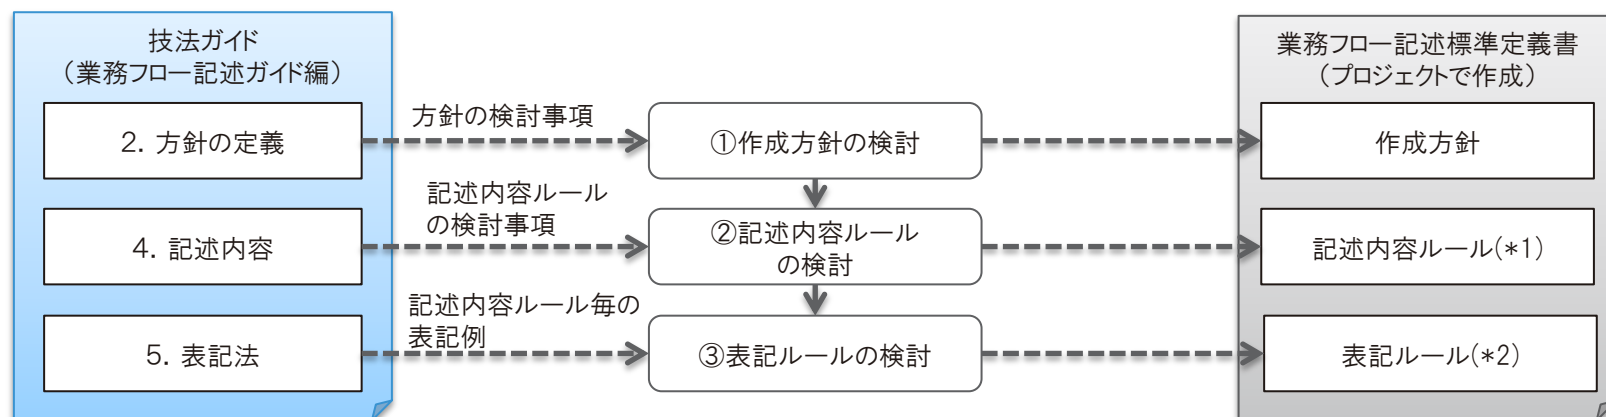 技法ガイド
（業務フロー記述ガイド編）
2．方針の定義
4．記述内容
5．表記法
方針の検討事項
記述内容ルール
の検討事項
記述内容ルール毎の
表記例
①作成方針の検討
②記述内容ルール
の検討
③表記ルールの検討
業務フロー記述標準定義書
（プロジェクトで作成）
作成方針
記述内容ルール(*1)
表記ルール(*2)